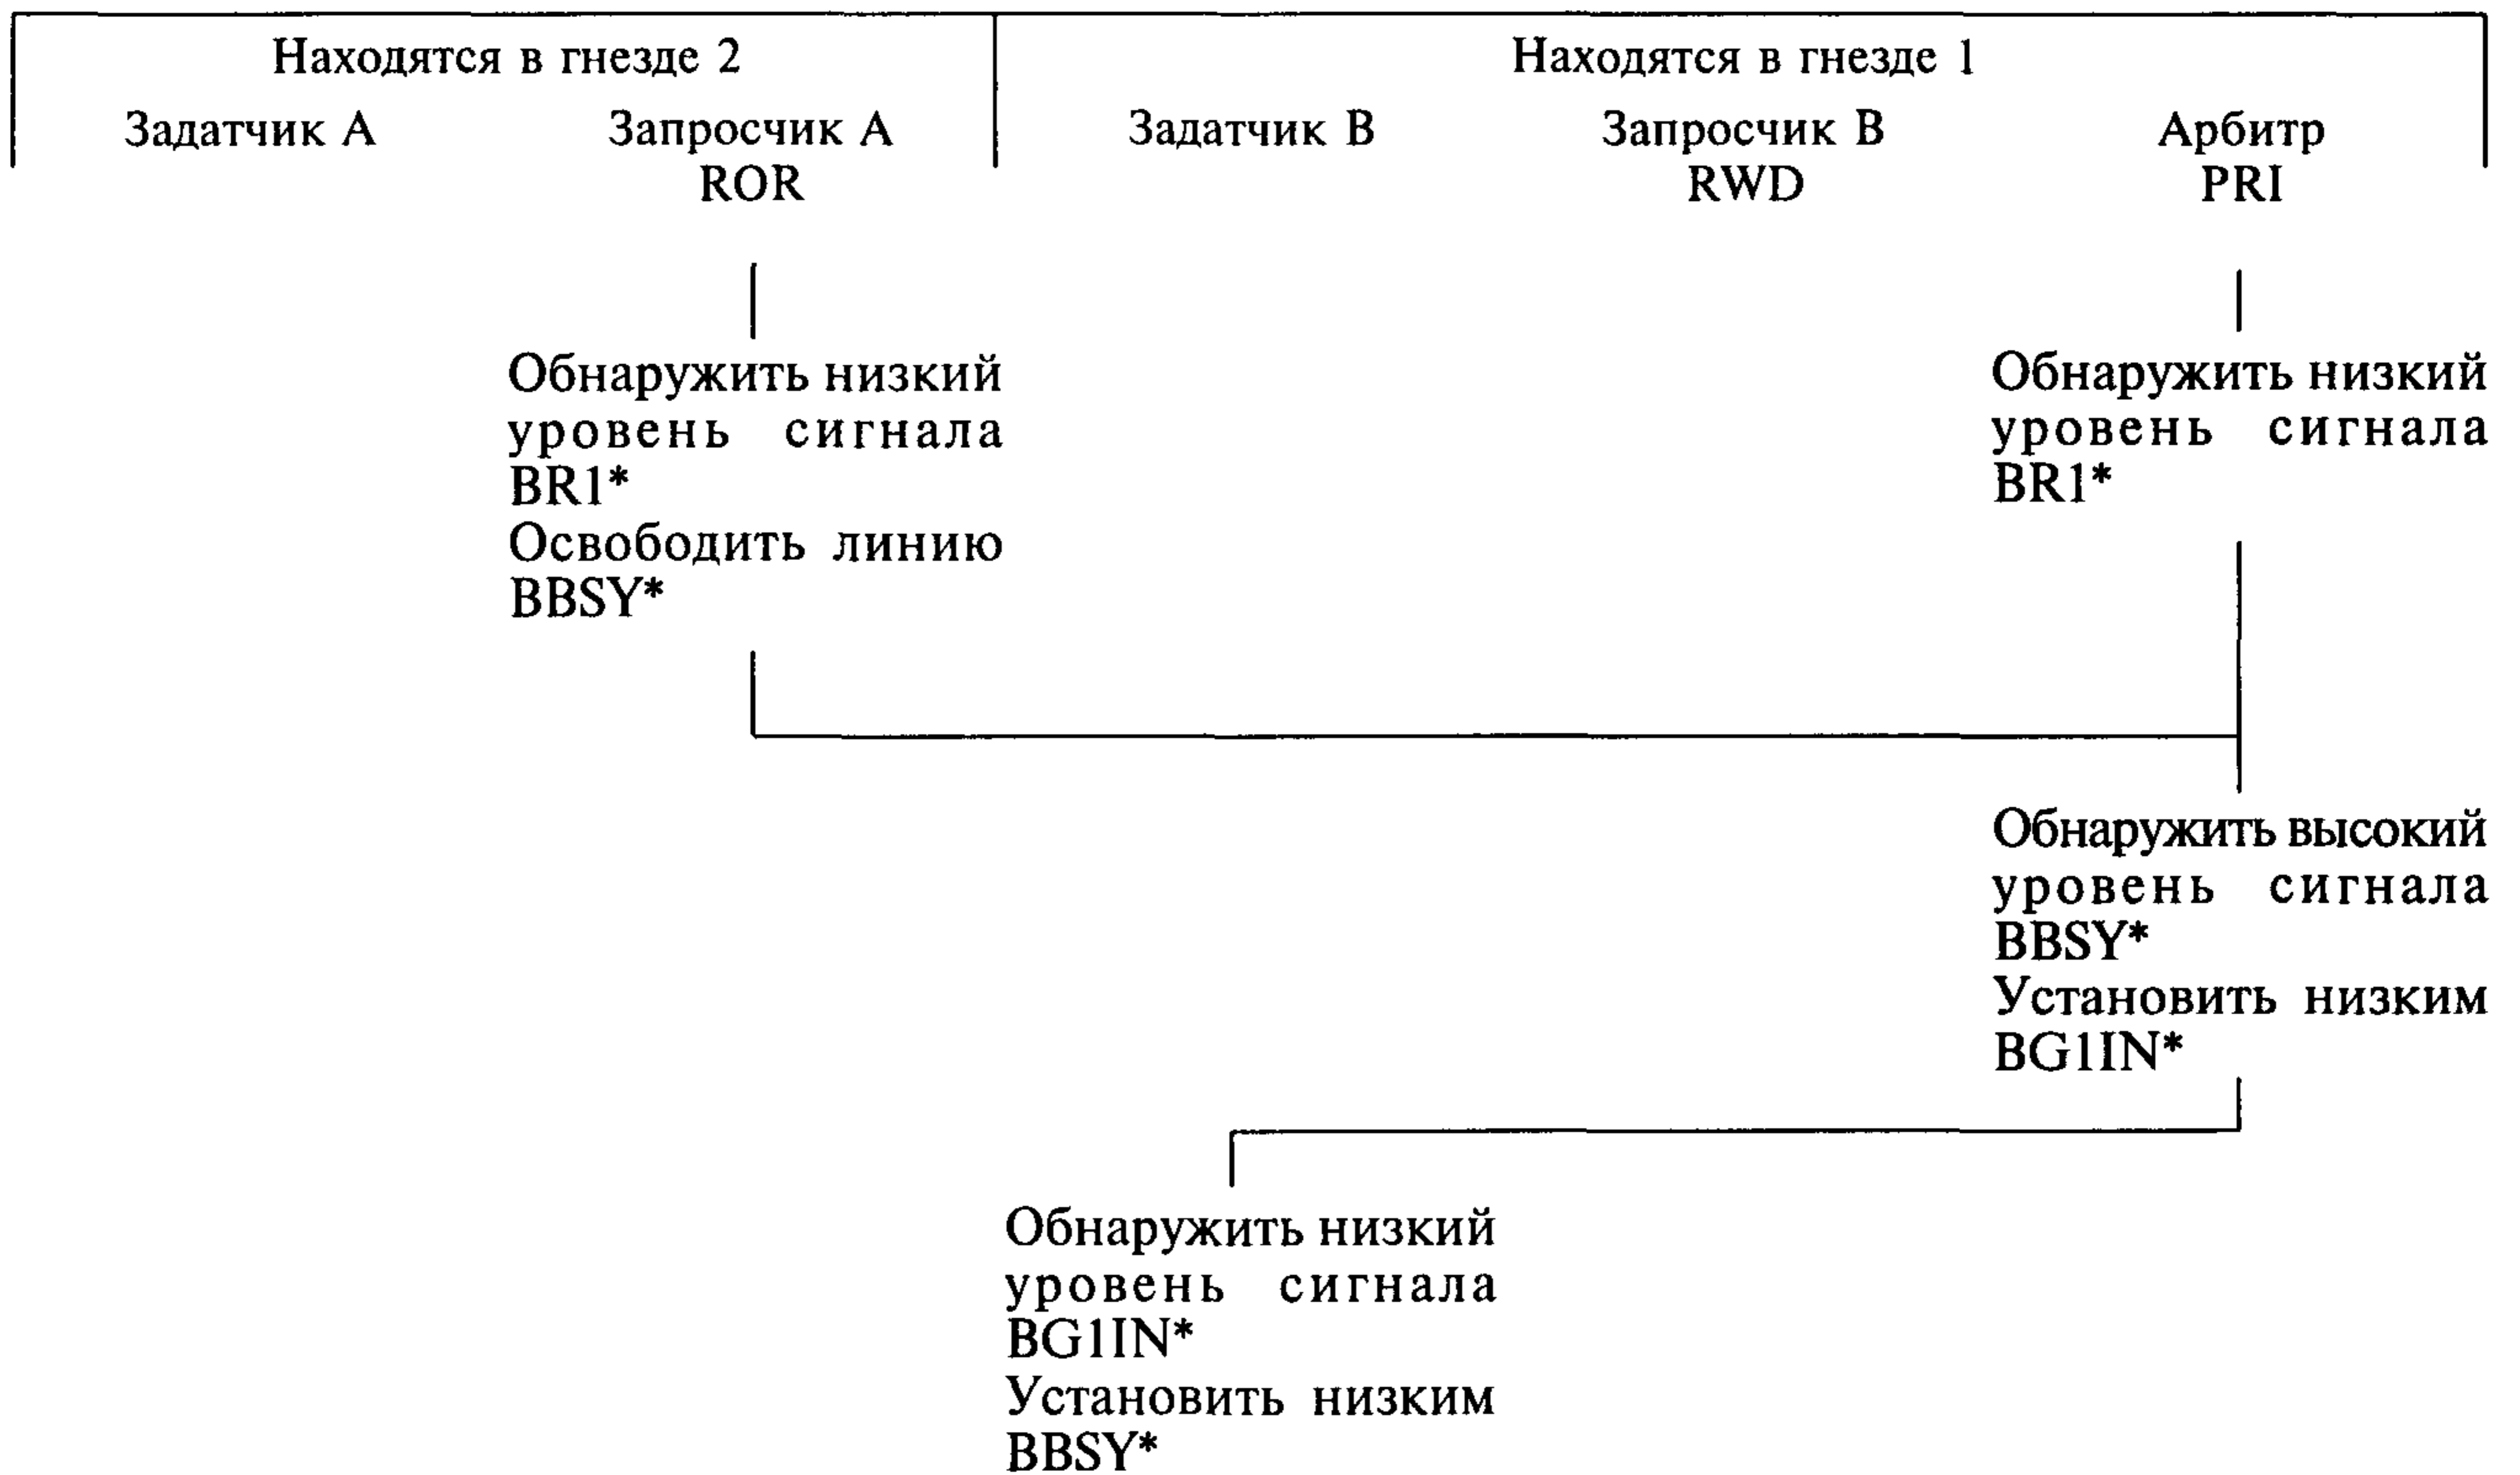 Находятся в гнезде 2
Находятся в гнезде 1
Задатчик А
Запросчик А
ROR
Задатчик В
Запросчик В
RWD
Арбитр
PRI
Обнаружить низкий
уровень сигнала
BR1*
Освободить линию
BBSY*
Обнаружить низкий
уровень сигнала
BR1*
Обнаружить высокий
уровень сигнала
BBSY*
Установить низким
BG1IN*
Обнаружить низкий
уровень сигнала
BG1IN*
Установить низким
BBSY*